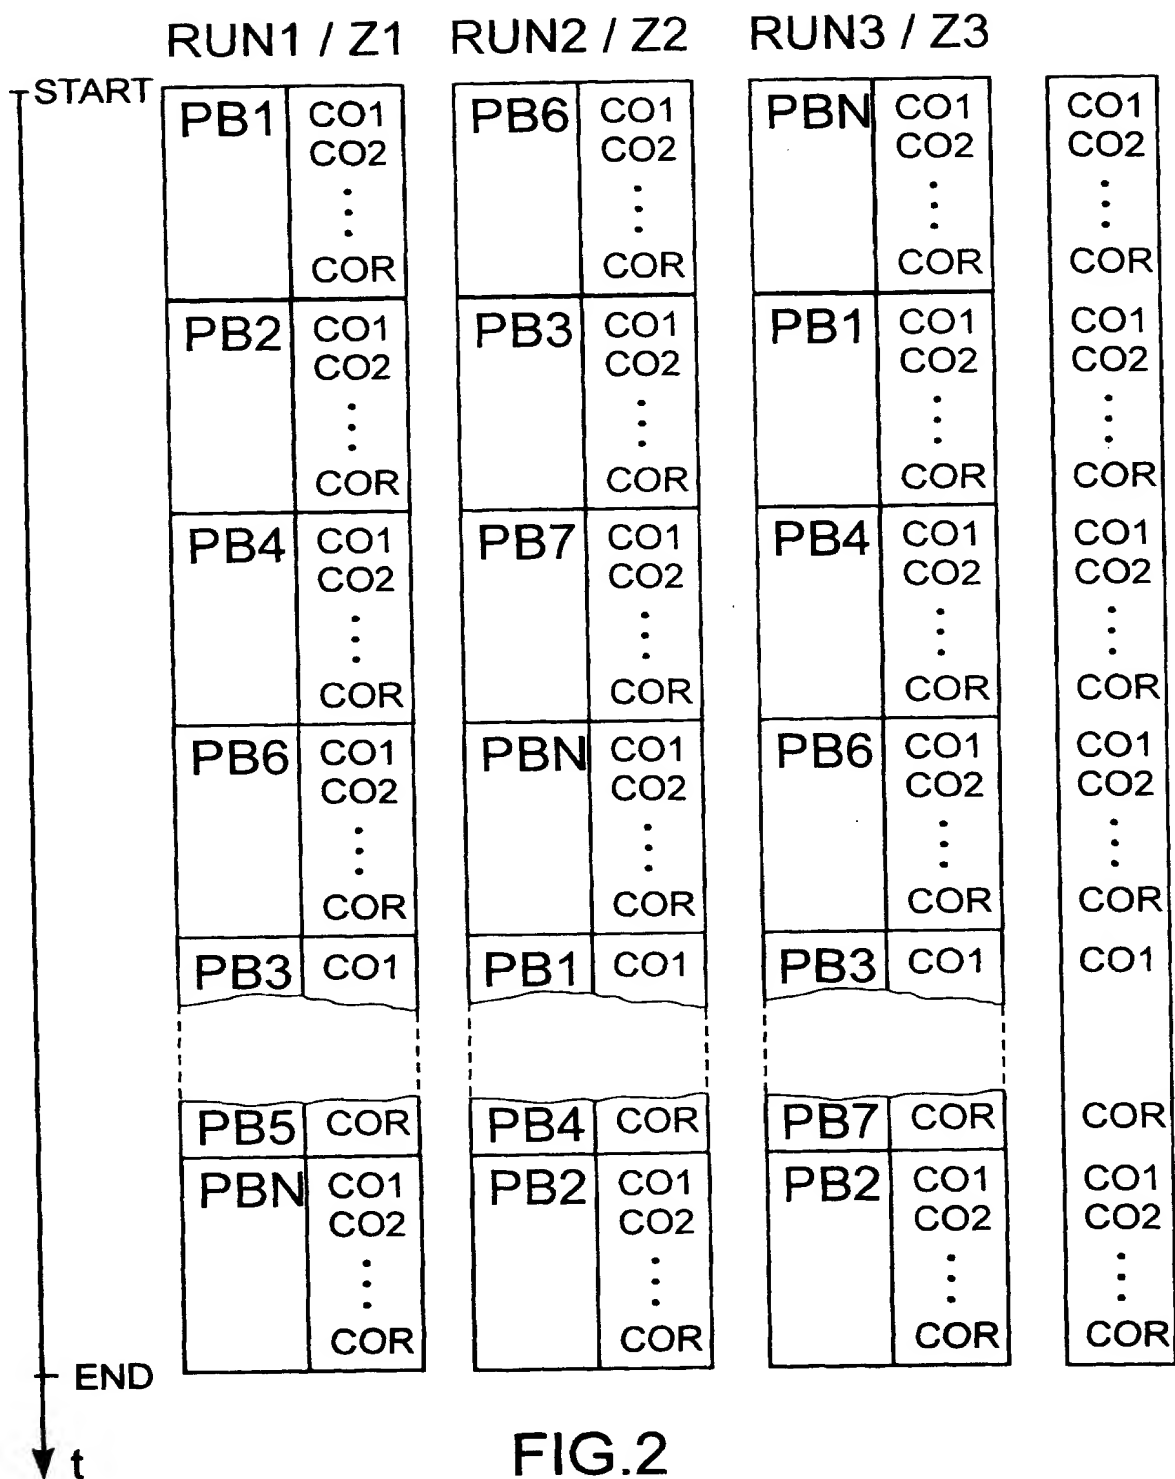 RUN1 / Z1 RUN2 / Z2 RUN3 / Z3
START
PB1 CO1 PB6 CO1 PBN CO1 CO1
CO2 CO2 CO2 CO2
COR COR COR COR
PB2 CO1 PB3 CO1 PB1 CO1 CO1
CO2 CO2 CO2 CO2
COR COR COR COR
PB4 CO1 PB7 CO1 PB4 CO1 CO1
CO2 CO2 CO2 CO2
COR COR COR COR
PB6 CO1 PBN CO1 PB6 CO1 CO1
CO2 CO2 CO2 CO2
COR COR COR COR
PB3 CO1 PB1 CO1 PB3 CO1 CO1
PB5 COR PB4 COR PB7 COR COR
PBN CO1 PB2 CO1 PB2 CO1 CO1
CO2 CO2 CO2 CO2
COR COR COR COR
END
t
FIG.2